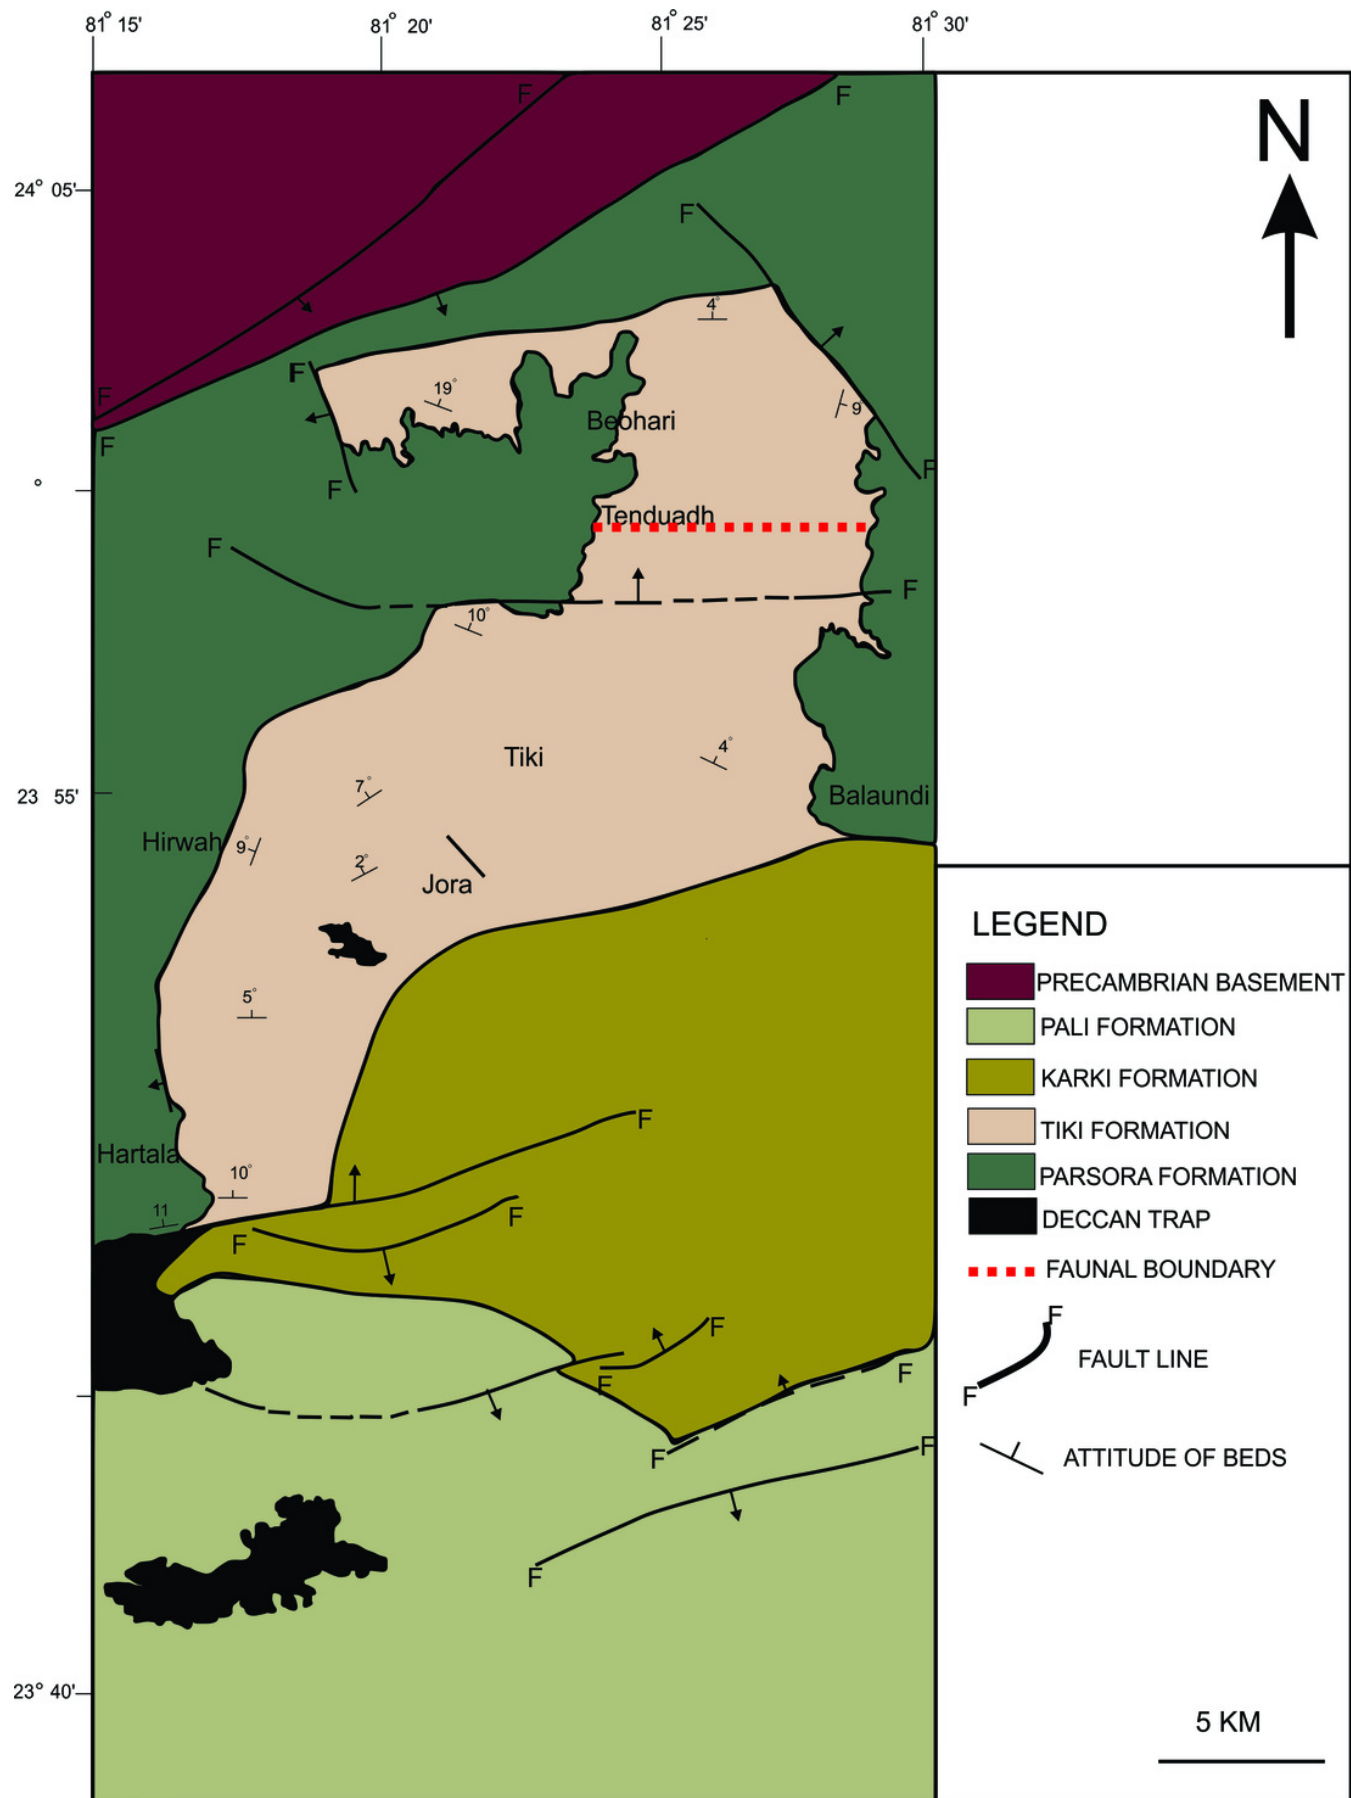 81° 15'
81° 20'
81° 25'
81° 30'
N
F
F
24° 05'
F
4°
F
19°
F
9
Beohari
F
F
F
°
Tenduadh
F
F
10°
Tiki
4°
7°
23 55'
Balaundi
Hirwah
9°
2°
Jora
LEGEND
PRECAMBRIAN BASEMENT
5°
PALI FORMATION
KARKI FORMATION
F
TIKI FORMATION
Hartala
10°
PARSORA FORMATION
11
F
DECCAN TRAP
F
FAUNAL BOUNDARY
F
F
FAULT LINE
F
F
F
F
F
ATTITUDE OF BEDS
F
F
23° 40'
5 KM